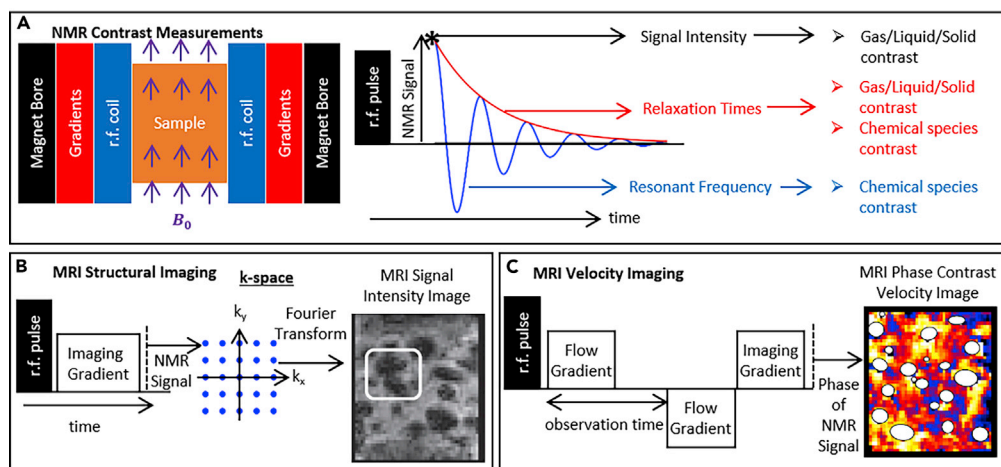 A
NMR Contrast Measurements
Magnet Bore
Gradients
r.f. coil
Sample
r.f. coil
Gradients
Magnet Bore
B₀
r.f. pulse
NMR Signal
*
Signal Intensity
Relaxation Times
Resonant Frequency
time
➢ Gas/Liquid/Solid
contrast
➢ Gas/Liquid/Solid
contrast
➢ Chemical species
contrast
➢ Chemical species
contrast
B
MRI Structural Imaging
r.f. pulse
Imaging
Gradient
time
NMR
Signal
k-space
k_y
k_x
Fourier
Transform
MRI Signal
Intensity Image
C
MRI Velocity Imaging
r.f. pulse
Flow
Gradient
observation time
Flow
Gradient
Imaging
Gradient
Phase
of
NMR
Signal
MRI Phase Contrast
Velocity Image